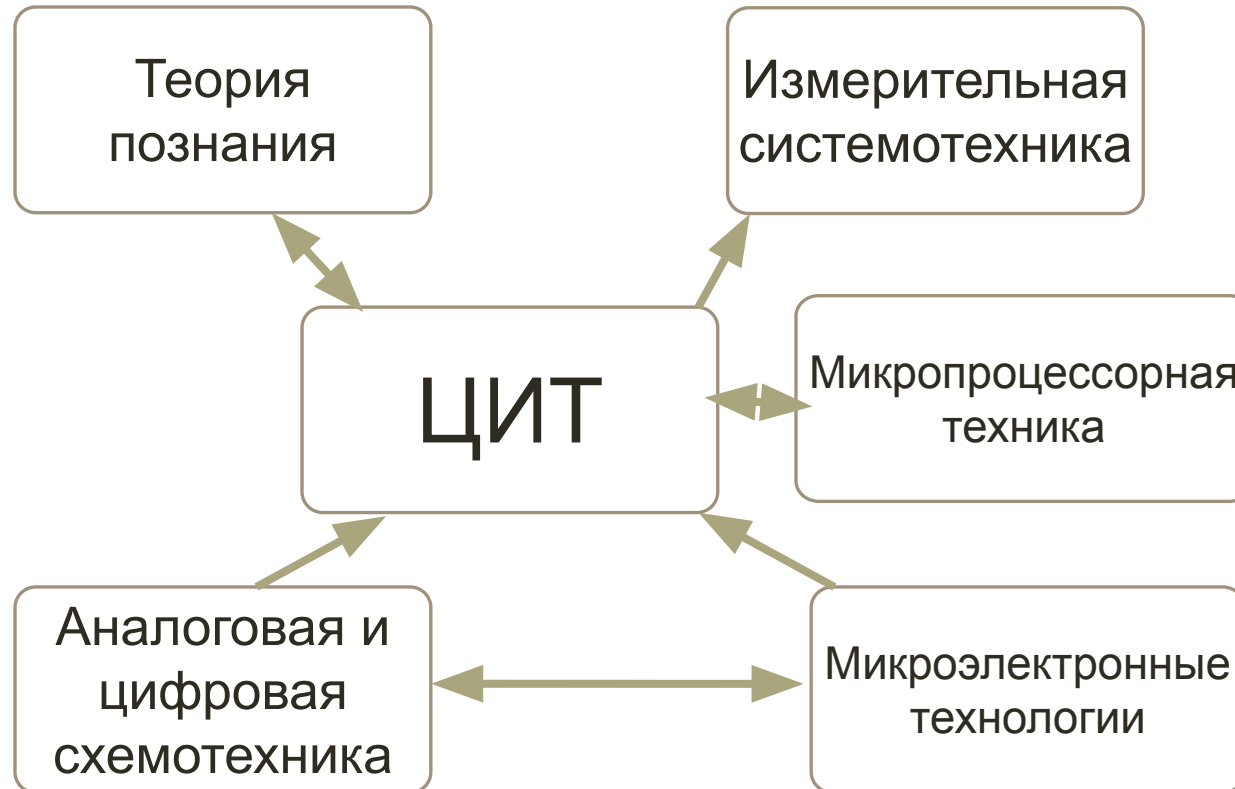 Теория
познания
Измерительная
системотехника
ЦИТ
Микропроцессорная
техника
Аналоговая и
цифровая
схемотехника
Микроэлектронные
технологии